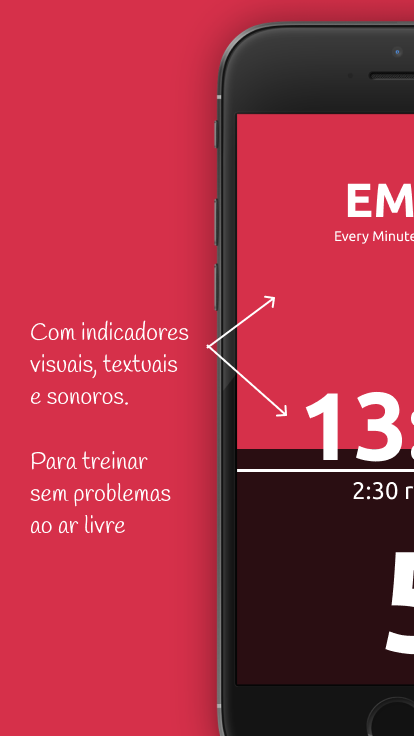 Com indicadores
visuais, textuais
e sonoros.
Para treinar
sem problemas
ao ar livre
EM
Every Minute
13:
2:30 r
5